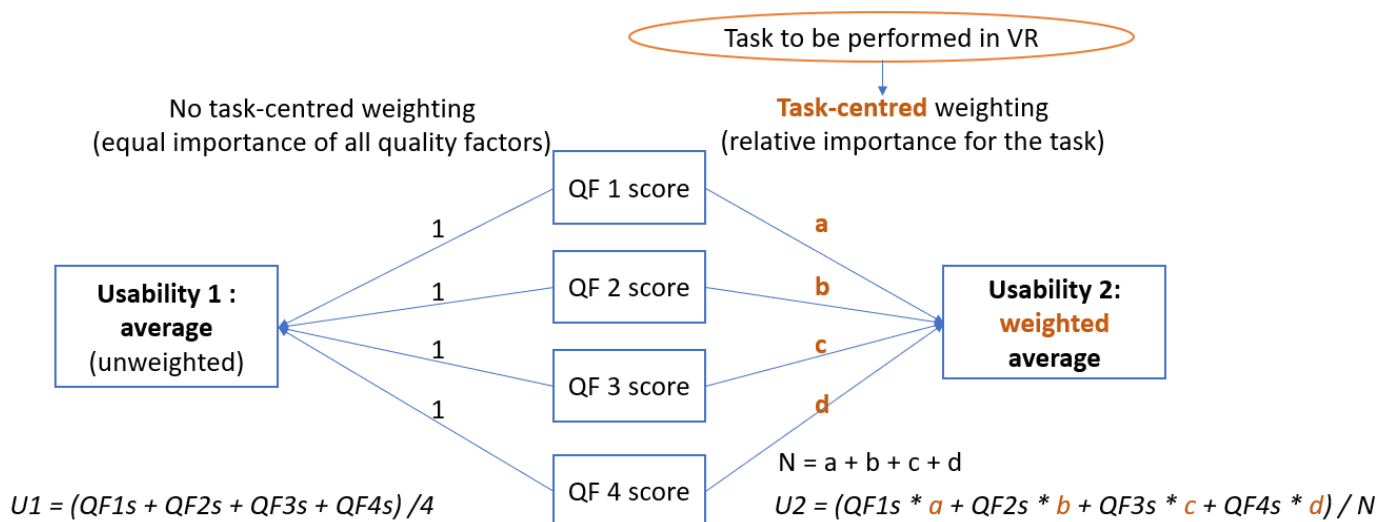 Task to be performed in VR
No task-centred weighting
(equal importance of all quality factors)
Task-centred weighting
(relative importance for the task)
QF 1 score
1
a
QF 2 score
1
b
Usability 1 :
average
(unweighted)
Usability 2:
weighted
average
QF 3 score
1
c
1
d
QF 4 score
N = a + b + c + d
U1 = (QF1s + QF2s + QF3s + QF4s) /4
U2 = (QF1s * a + QF2s * b + QF3s * c + QF4s * d) / N